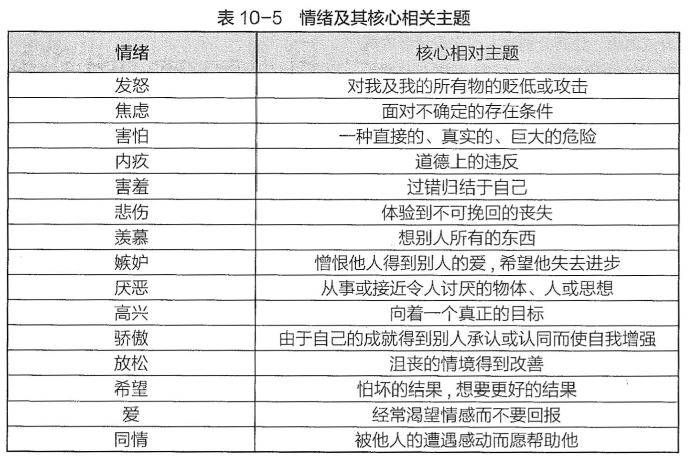 表 10-5 情绪及其核心相关主题
情绪 核心相对主题
发怒 对我及我的所有物的贬低或攻击
焦虑 面对不确定的存在条件
害怕 一种直接的、真实的、巨大的危险
内疚 道德上的违反
害羞 过错归结于自己
悲伤 体验到不可挽回的丧失
羡慕 想别人所有的东西
嫉妒 憎恨他人得到别人的爱,希望他失去进步
厌恶 从事或接近令人讨厌的物体、人或思想
高兴 向着一个真正的目标
骄傲 由于自己的成就得到别人承认或认同而使自我增强
放松 沮丧的情境得到改善
希望 怕坏的结果,想要更好的结果
爱 经常渴望情感而不要回报
同情 被他人的遭遇感动而愿帮助他